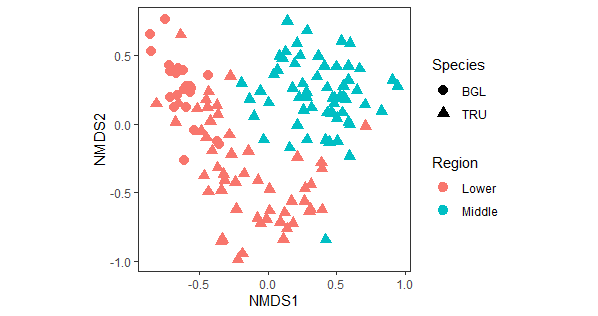 0.5
0.0
-0.5
-1.0
NMDS2
-0.5
0.0
0.5
1.0
NMDS1
Species
BGL
TRU
Region
Lower
Middle